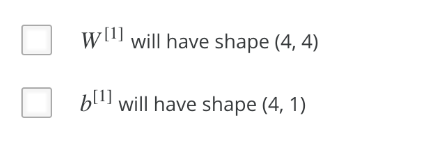 W[1] will have shape (4, 4)
b[1] will have shape (4, 1)